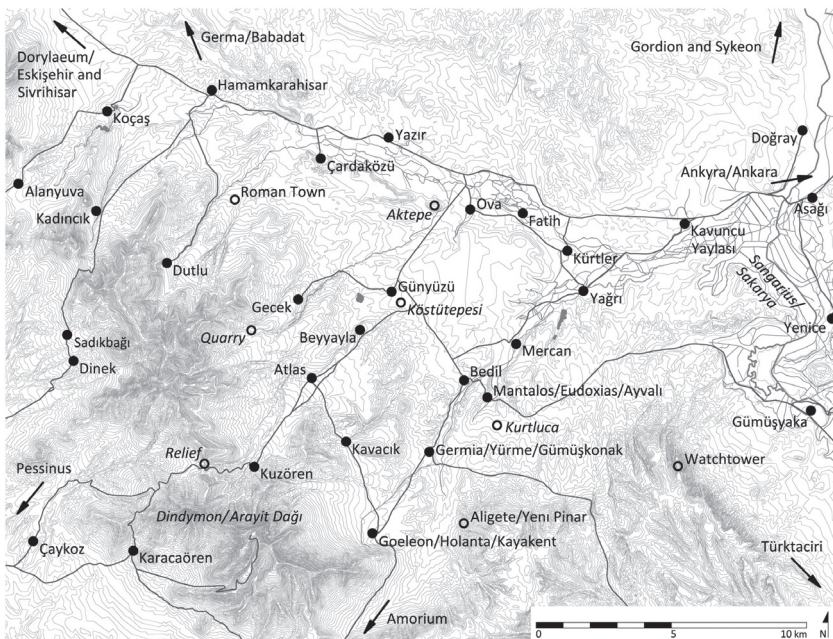 Germa/Babadat
Gordion and Sykeon
Dorylaeum/
Eskişehir and
Sivrihisar
Hamamkarahisar
Koçaş
Yazır
Doğray
Çardaközü
Ankyra/Ankara
Alanyuva
Roman Town
Kadıncık
Aktepe
Ova
Fatih
Asağı
Kavuncu
Yaylası
Kürtler
Dutlu
Sangarius/
Sakarya
Günyüzü
Yağrı
Gecek
Köstütepesi
Quarry
Beyyayla
Yenice
Sadıkbağı
Mercan
Dinek
Atlas
Bedil
Mantalos/Eudoxias/Ayvalı
Gümüşyaka
Kurtluca
Kavacık
Germia/Yürme/Gümüşkonak
Relief
Watchtower
Pessinus
Kuzören
Dindymon/Arayit Dağı
Aligete/Yenı Pinar
Çaykoz
Goeleon/Holanta/Kayakent
Karacaören
Türktaciri
Amorium
0
5
10 km
N